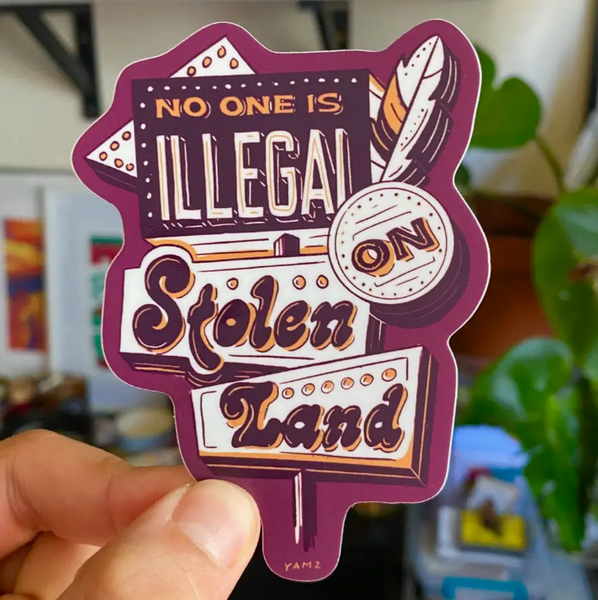 NO ONE IS
ILLEGAL
ON
Stolen
Land
YAMZ